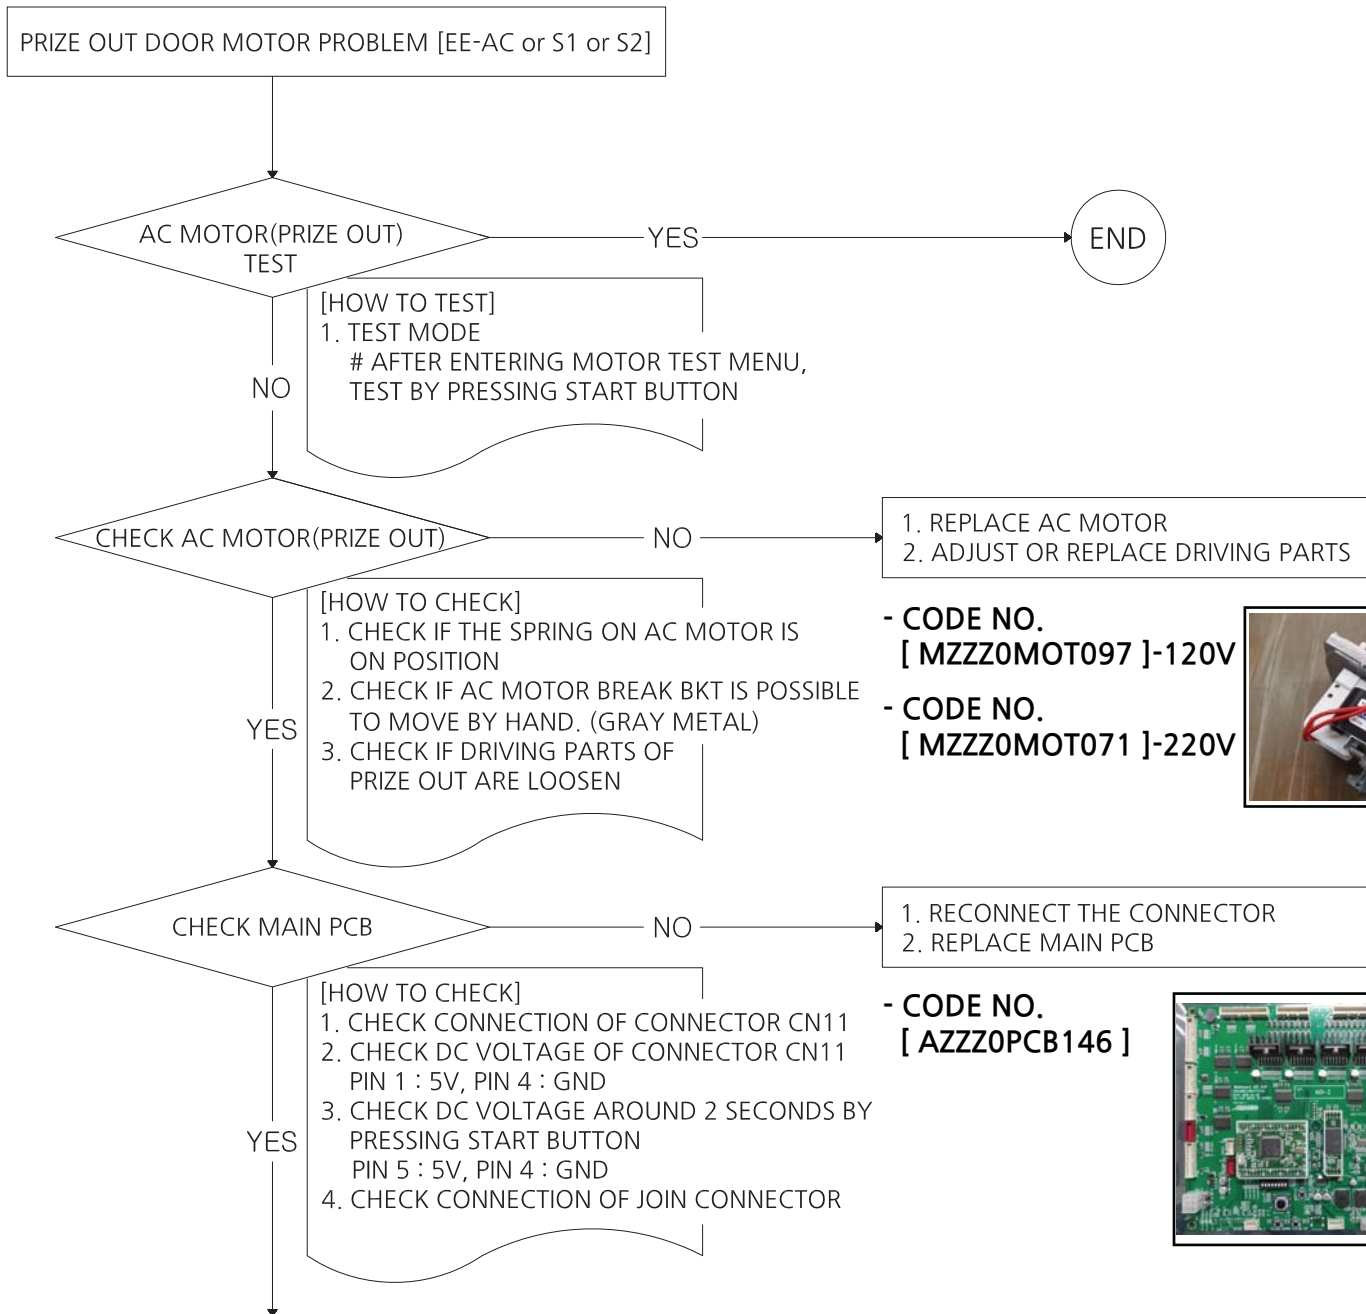 PRIZE OUT DOOR MOTOR PROBLEM [EE-AC or S1 or S2]
AC MOTOR(PRIZE OUT)
TEST
YES
END
[HOW TO TEST]
1. TEST MODE
# AFTER ENTERING MOTOR TEST MENU,
TEST BY PRESSING START BUTTON
NO
CHECK AC MOTOR(PRIZE OUT)
NO
1. REPLACE AC MOTOR
2. ADJUST OR REPLACE DRIVING PARTS
[HOW TO CHECK]
1. CHECK IF THE SPRING ON AC MOTOR IS
ON POSITION
2. CHECK IF AC MOTOR BREAK BKT IS POSSIBLE
TO MOVE BY HAND. (GRAY METAL)
3. CHECK IF DRIVING PARTS OF
PRIZE OUT ARE LOOSEN
YES
- CODE NO.
[ MZZZ0MOT097 ]-120V
- CODE NO.
[ MZZZ0MOT071 ]-220V
CHECK MAIN PCB
NO
1. RECONNECT THE CONNECTOR
2. REPLACE MAIN PCB
[HOW TO CHECK]
1. CHECK CONNECTION OF CONNECTOR CN11
2. CHECK DC VOLTAGE OF CONNECTOR CN11
PIN 1 : 5V, PIN 4 : GND
3. CHECK DC VOLTAGE AROUND 2 SECONDS BY
PRESSING START BUTTON
PIN 5 : 5V, PIN 4 : GND
4. CHECK CONNECTION OF JOIN CONNECTOR
YES
- CODE NO.
[ AZZZ0PCB146 ]